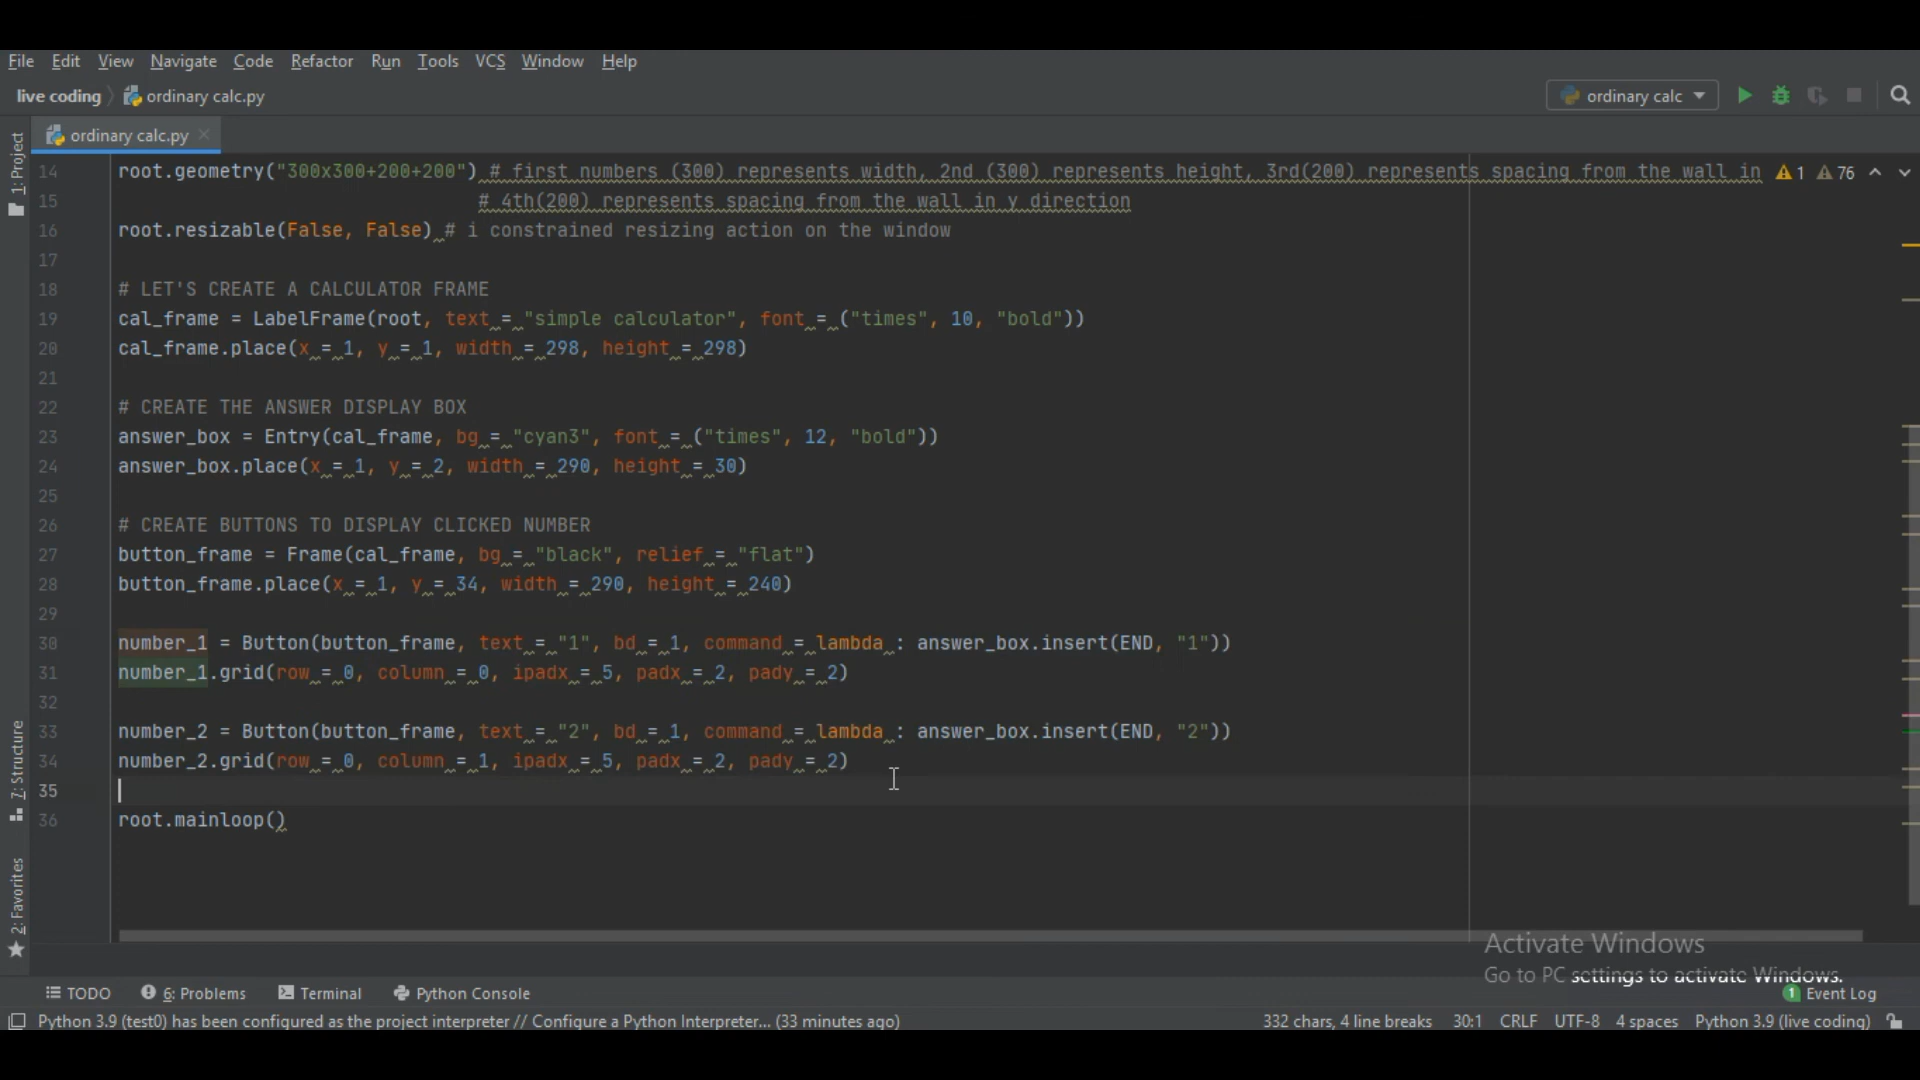 File Edit View Navigate Code Refactor Run Tools VCS Window Help
live coding ordinary calc.py ordinary calc
ordinary calc.py
1: Project
14 root.geometry("300x300+200+200") # first numbers (300) represents width, 2nd (300) represents height, 3rd(200) represents spacing from the wall in 1 76
15 # 4th(200) represents spacing from the wall in y direction
16 root.resizable(False, False) # i constrained resizing action on the window
17
18 # LET'S CREATE A CALCULATOR FRAME
19 cal_frame = LabelFrame(root, text = "simple calculator", font = ("times", 10, "bold"))
20 cal_frame.place(x = 1, y = 1, width = 298, height = 298)
21
22 # CREATE THE ANSWER DISPLAY BOX
23 answer_box = Entry(cal_frame, bg = "cyan3", font = ("times", 12, "bold"))
24 answer_box.place(x = 1, y = 2, width = 290, height = 30)
25
26 # CREATE BUTTONS TO DISPLAY CLICKED NUMBER
27 button_frame = Frame(cal_frame, bg = "black", relief = "flat")
28 button_frame.place(x = 1, y = 34, width = 290, height = 240)
29
30 number_1 = Button(button_frame, text = "1", bd = 1, command = lambda : answer_box.insert(END, "1"))
31 number_1.grid(row = 0, column = 0, ipadx = 5, padx = 2, pady = 2)
32
33 number_2 = Button(button_frame, text = "2", bd = 1, command = lambda : answer_box.insert(END, "2"))
34 number_2.grid(row = 0, column = 1, ipadx = 5, padx = 2, pady = 2)
35
36 root.mainloop()
7: Structure
2: Favorites
Activate Windows
Go to PC settings to activate Windows.
TODO 6: Problems Terminal Python Console 1 Event Log
Python 3.9 (test0) has been configured as the project interpreter // Configure a Python Interpreter... (33 minutes ago) 332 chars, 4 line breaks 30:1 CRLF UTF-8 4 spaces Python 3.9 (live coding)